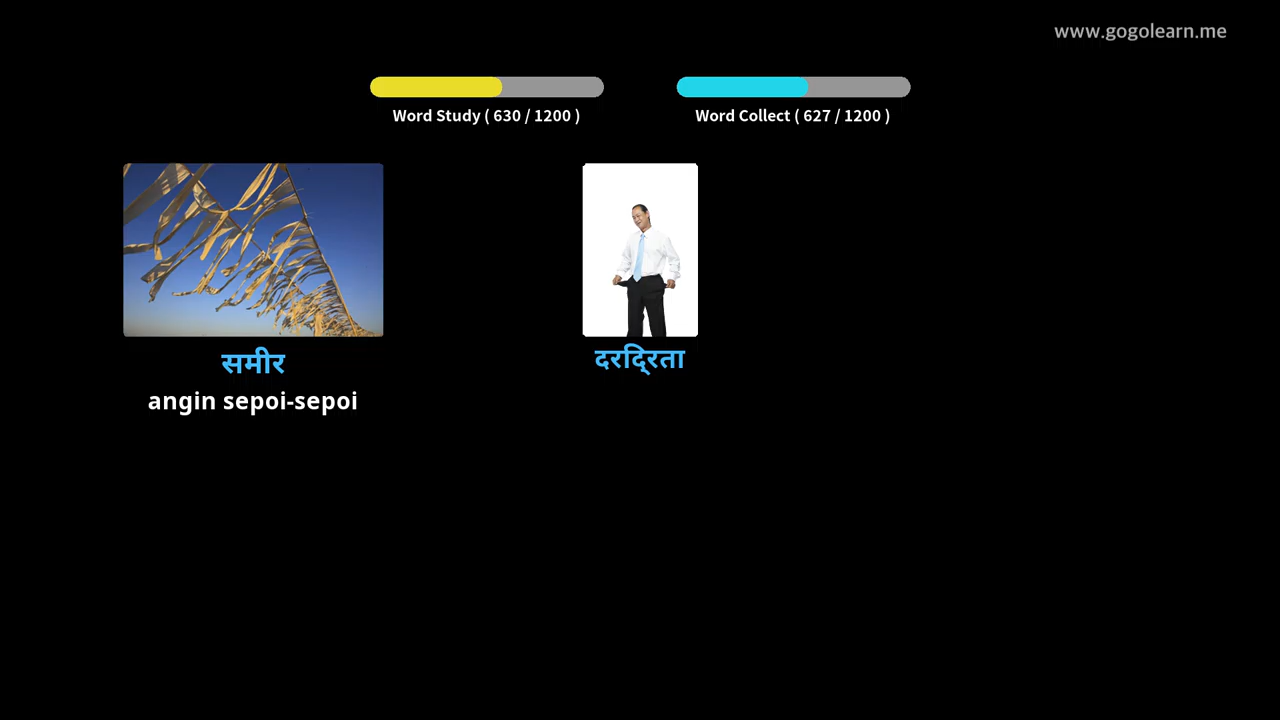 www.gogolearn.me
Word Study ( 630 / 1200 )
Word Collect ( 627 / 1200 )
समीर
angin sepoi-sepoi
दरिद्रता